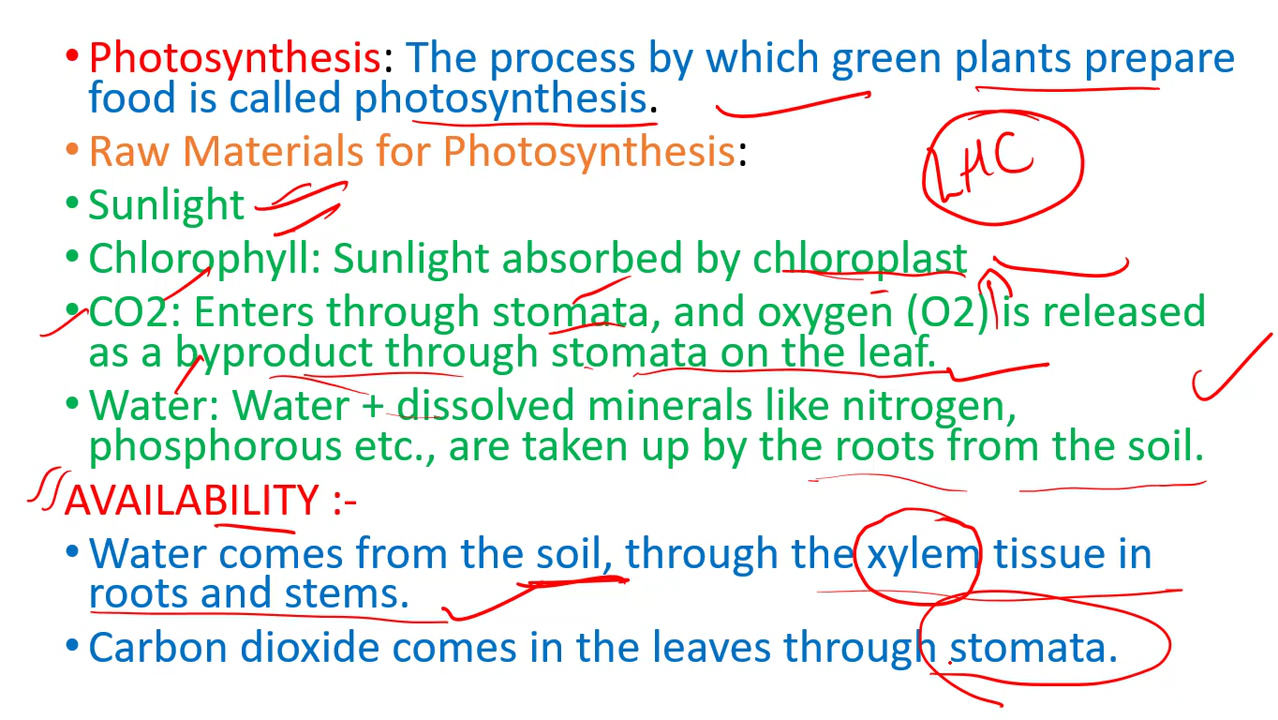 • Photosynthesis: The process by which green plants prepare
food is called photosynthesis.
• Raw Materials for Photosynthesis:
LHC
• Sunlight
• Chlorophyll: Sunlight absorbed by chloroplast
• CO2: Enters through stomata, and oxygen (O2) is released
as a byproduct through stomata on the leaf.
• Water: Water + dissolved minerals like nitrogen,
phosphorous etc., are taken up by the roots from the soil.
AVAILABILITY :-
• Water comes from the soil, through the xylem tissue in
roots and stems.
• Carbon dioxide comes in the leaves through stomata.